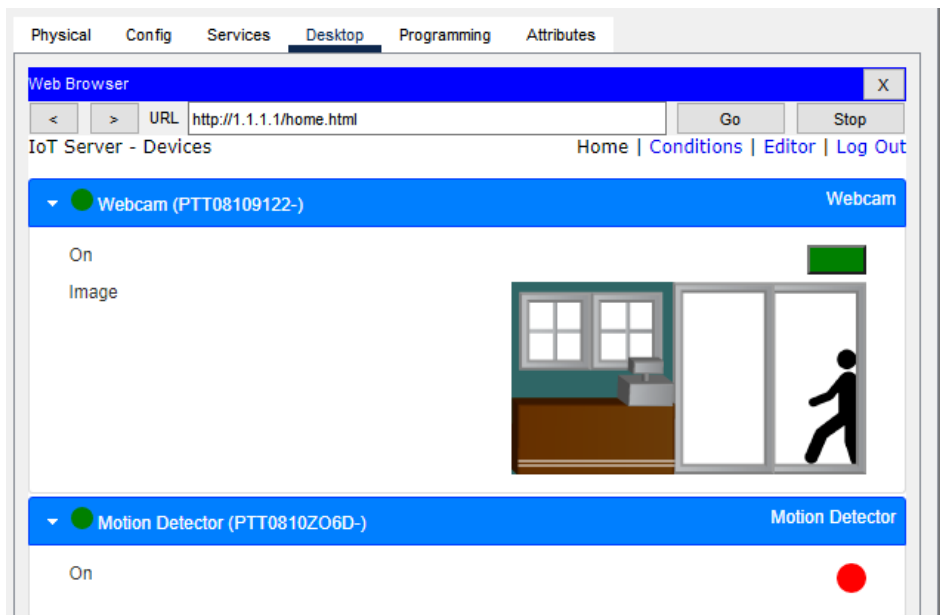 Physical Config Services Desktop Programming Attributes
Web Browser X
< > URL http://1.1.1.1/home.html Go Stop
IoT Server - Devices Home | Conditions | Editor | Log Out
Webcam (PTT08109122-) Webcam
On
Image
Motion Detector (PTT0810ZO6D-) Motion Detector
On